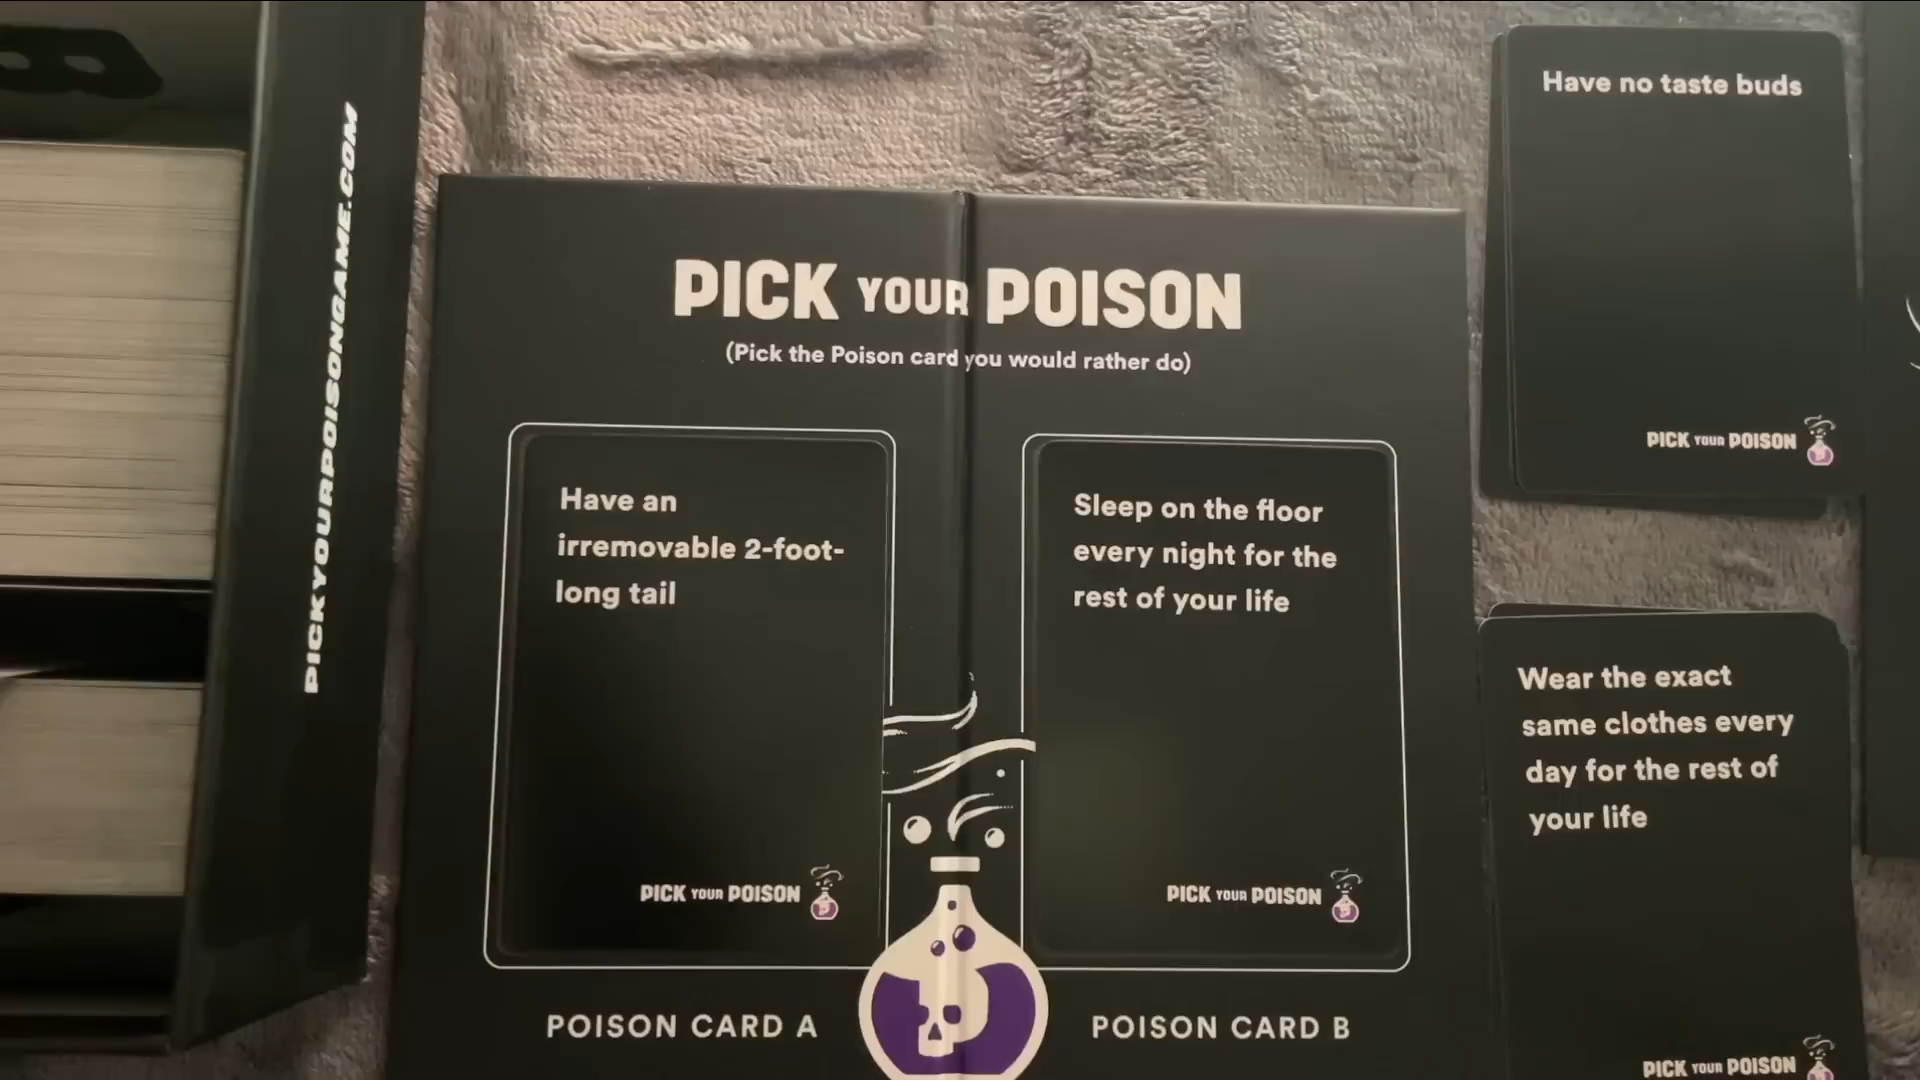 PICKYOURPOISONGAME.COM
PICK YOUR POISON
(Pick the Poison card you would rather do)
Have an
irremovable 2-foot-
long tail
PICK YOUR POISON
POISON CARD A
Sleep on the floor
every night for the
rest of your life
PICK YOUR POISON
POISON CARD B
Have no taste buds
PICK YOUR POISON
Wear the exact
same clothes every
day for the rest of
your life
PICK YOUR POISON